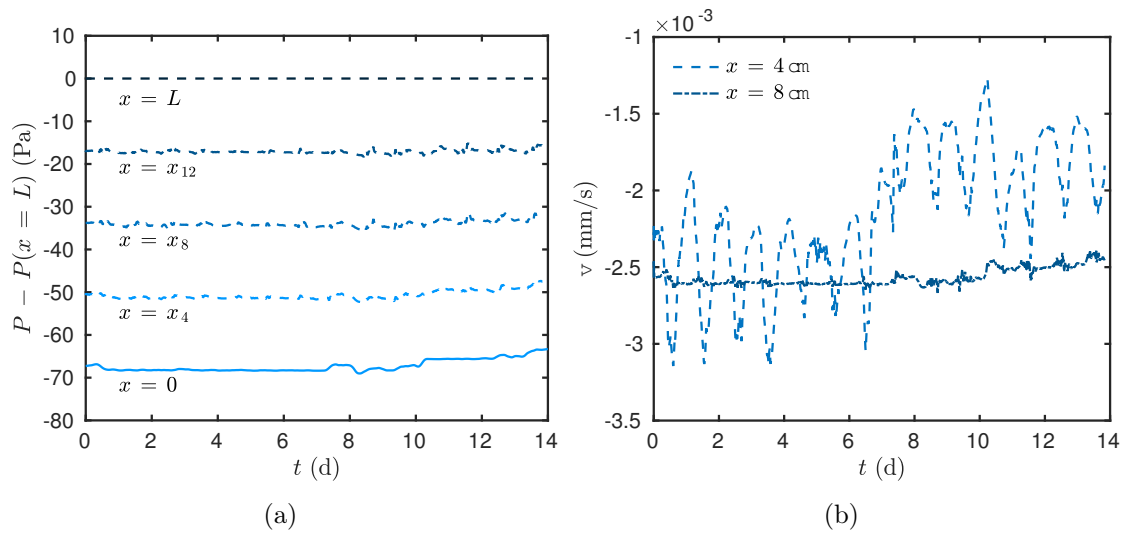 10
0
-10
-20
-30
-40
-50
-60
-70
-80
P − P(x = L) (Pa)
x = L
x = x12
x = x8
x = x4
x = 0
0 2 4 6 8 10 12 14
t (d)
(a)
×10 -3
-1
-1.5
-2
-2.5
-3
-3.5
v (mm/s)
x = 4 cm
x = 8 cm
0 2 4 6 8 10 12 14
t (d)
(b)